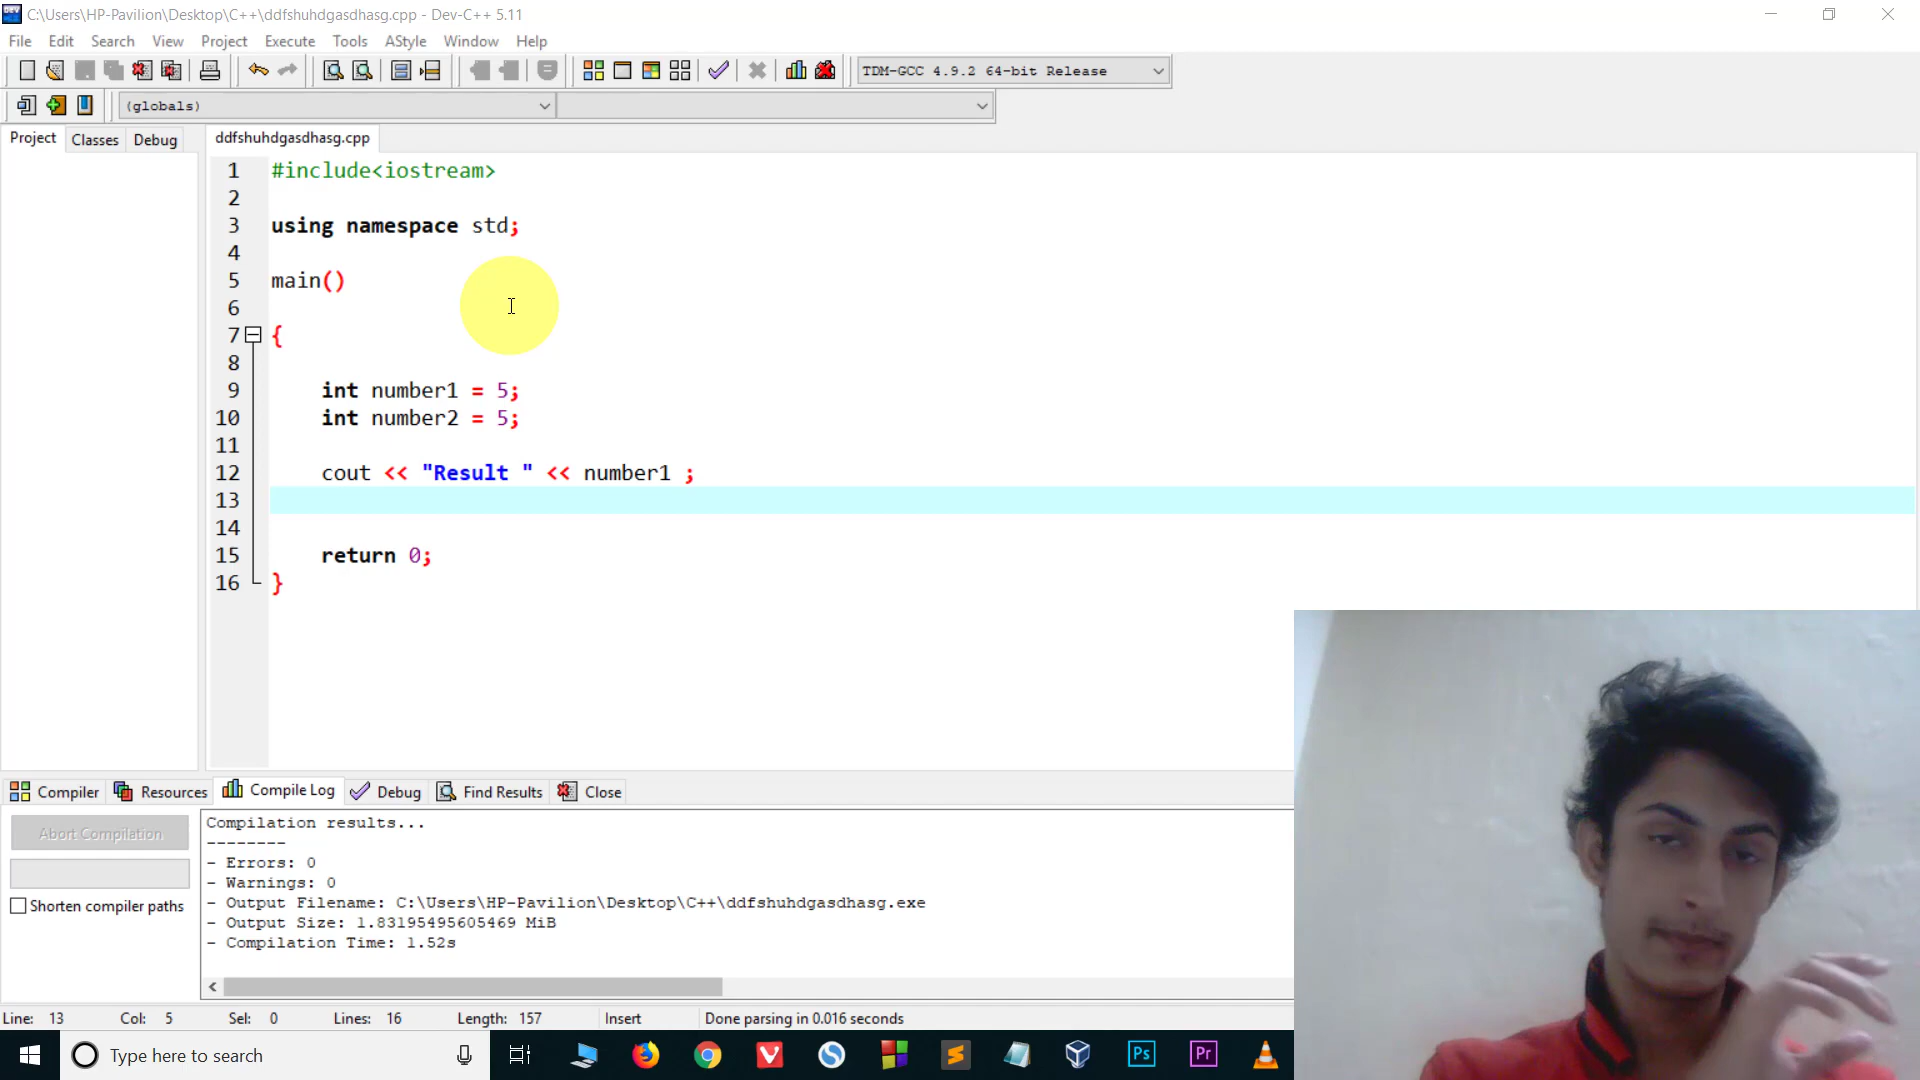 C:\Users\HP-Pavilion\Desktop\C++\ddfshuhdgasdhasg.cpp - Dev-C++ 5.11
File Edit Search View Project Execute Tools AStyle Window Help
TDM-GCC 4.9.2 64-bit Release
(globals)
Project Classes Debug ddfshuhdgasdhasg.cpp
1 #include<iostream>
2
3 using namespace std;
4
5 main()
6
7 {
8
9 int number1 = 5;
10 int number2 = 5;
11
12 cout << "Result " << number1 ;
13
14
15 return 0;
16 }
Compiler Resources Compile Log Debug Find Results Close
Abort Compilation
Shorten compiler paths
Compilation results...
--------
- Errors: 0
- Warnings: 0
- Output Filename: C:\Users\HP-Pavilion\Desktop\C++\ddfshuhdgasdhasg.exe
- Output Size: 1.83195495605469 MiB
- Compilation Time: 1.52s
Line: 13 Col: 5 Sel: 0 Lines: 16 Length: 157 Insert Done parsing in 0.016 seconds
Type here to search
Ps Pr